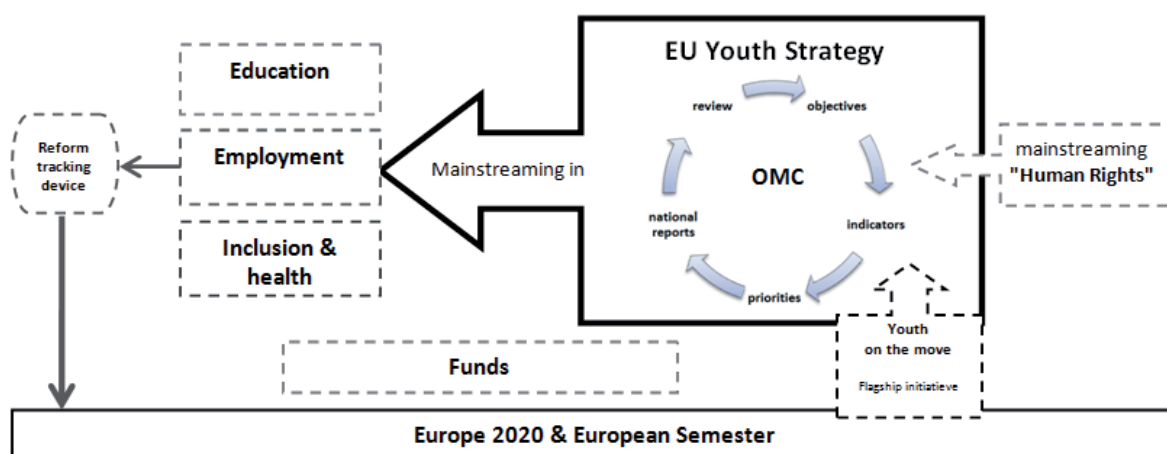 EU Youth Strategy
review
objectives
OMC
indicators
priorities
national
reports
Mainstreaming in
Education
Employment
Inclusion &
health
Reform
tracking
device
mainstreaming
"Human Rights"
Youth
on the move
Flagship initiatieve
Funds
Europe 2020 & European Semester